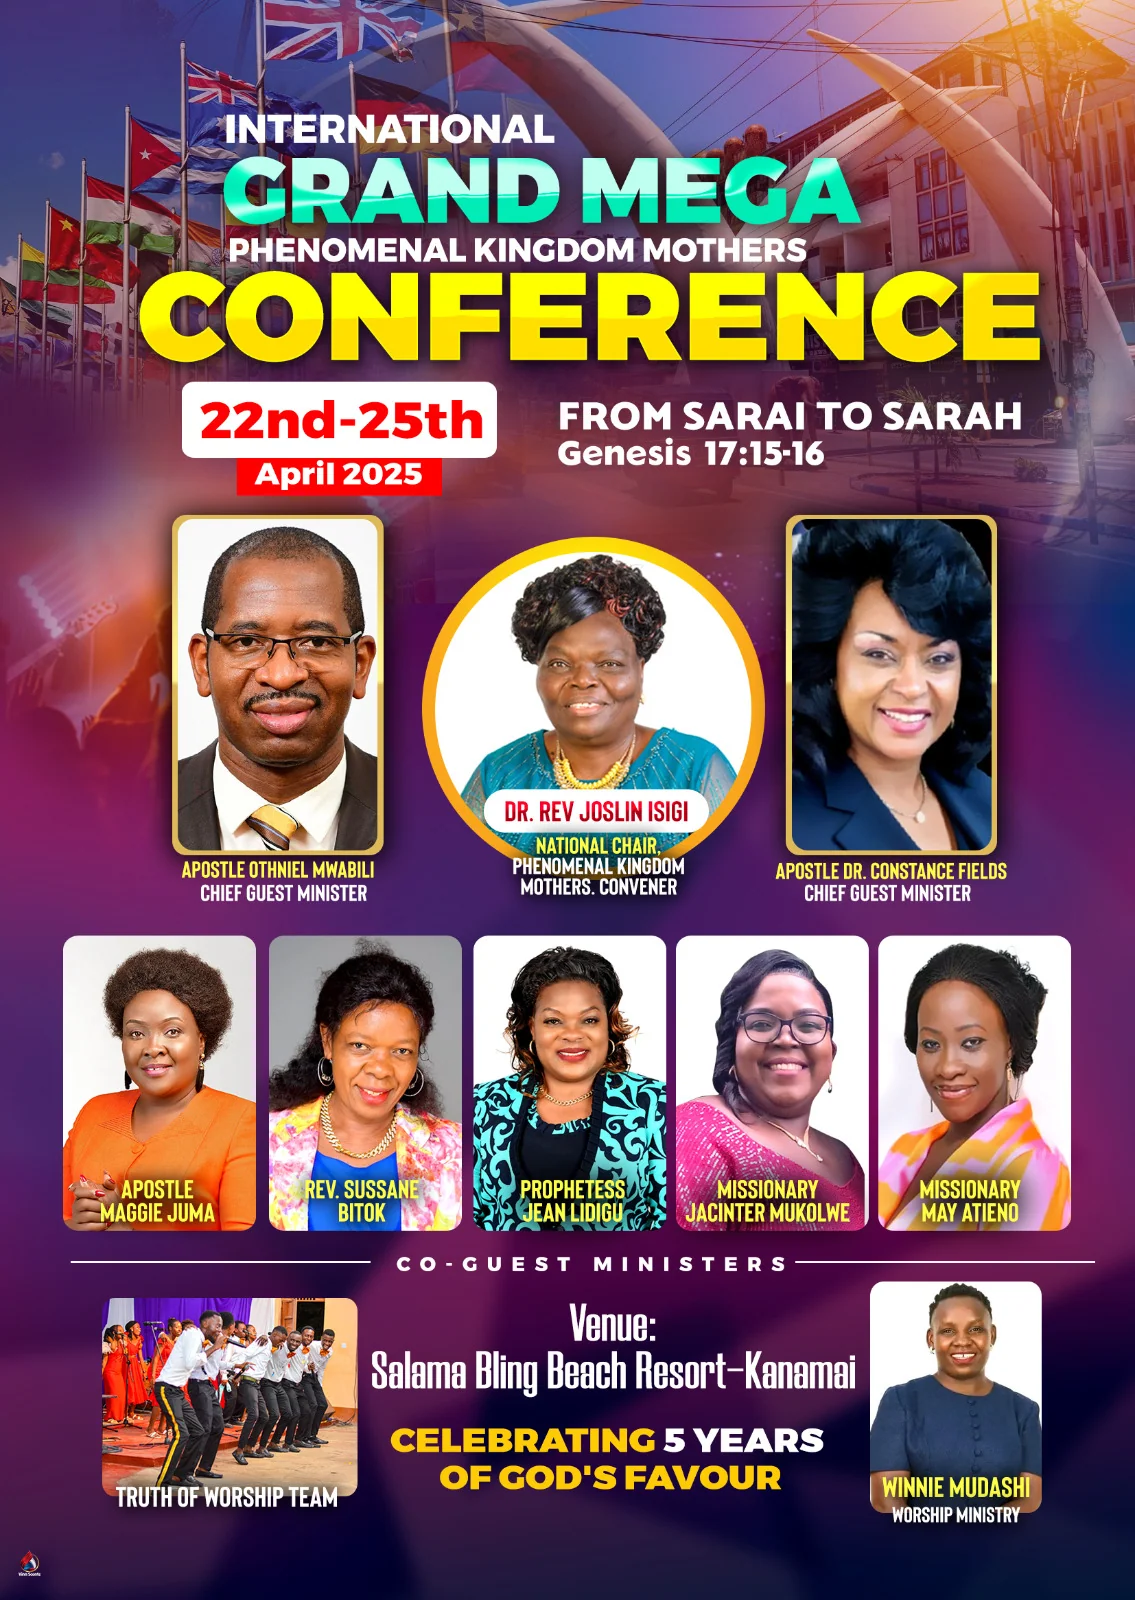 INTERNATIONAL
GRAND MEGA
PHENOMENAL KINGDOM MOTHERS
CONFERENCE
22nd-25th
April 2025
FROM SARAI TO SARAH
Genesis 17:15-16
APOSTLE OTHNIEL MWABILI
CHIEF GUEST MINISTER
DR. REV JOSLIN ISIGI
NATIONAL CHAIR,
PHENOMENAL KINGDOM
MOTHERS. CONVENER
APOSTLE DR. CONSTANCE FIELDS
CHIEF GUEST MINISTER
APOSTLE
MAGGIE JUMA
REV. SUSSANE
BITOK
PROPHETESS
JEAN LIDIGU
MISSIONARY
JACINTER MUKOLWE
MISSIONARY
MAY ATIENO
CO-GUEST MINISTERS
TRUTH OF WORSHIP TEAM
Venue:
Salama Bling Beach Resort-Kanamai
CELEBRATING 5 YEARS
OF GOD'S FAVOUR
WINNIE MUDASHI
WORSHIP MINISTRY